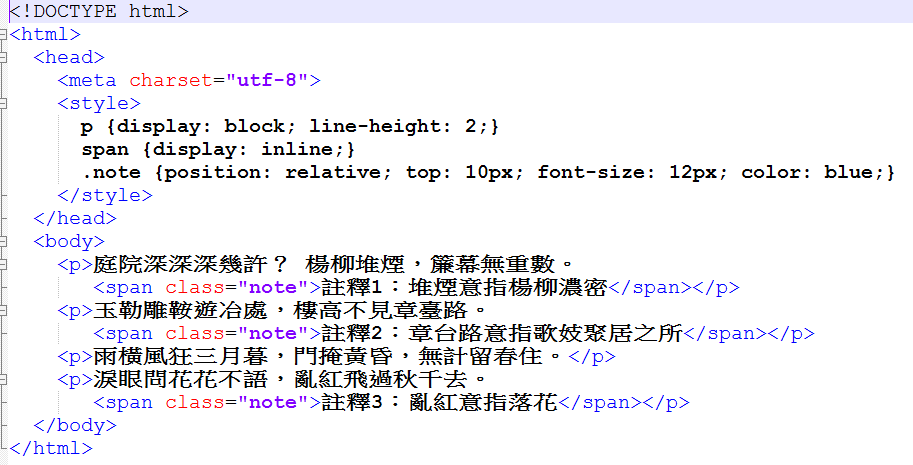 <!DOCTYPE html>
<html>
<head>
<meta charset="utf-8">
<style>
p {display: block; line-height: 2;}
span {display: inline;}
.note {position: relative; top: 10px; font-size: 12px; color: blue;}
</style>
</head>
<body>
<p>庭院深深深幾許? 楊柳堆煙,簾幕無重數。
<span class="note">註釋1:堆煙意指楊柳濃密</span></p>
<p>玉勒雕鞍遊冶處,樓高不見章臺路。
<span class="note">註釋2:章台路意指歌妓聚居之所</span></p>
<p>雨橫風狂三月暮,門掩黃昏,無計留春住。</p>
<p>淚眼問花花不語,亂紅飛過秋千去。
<span class="note">註釋3:亂紅意指落花</span></p>
</body>
</html>